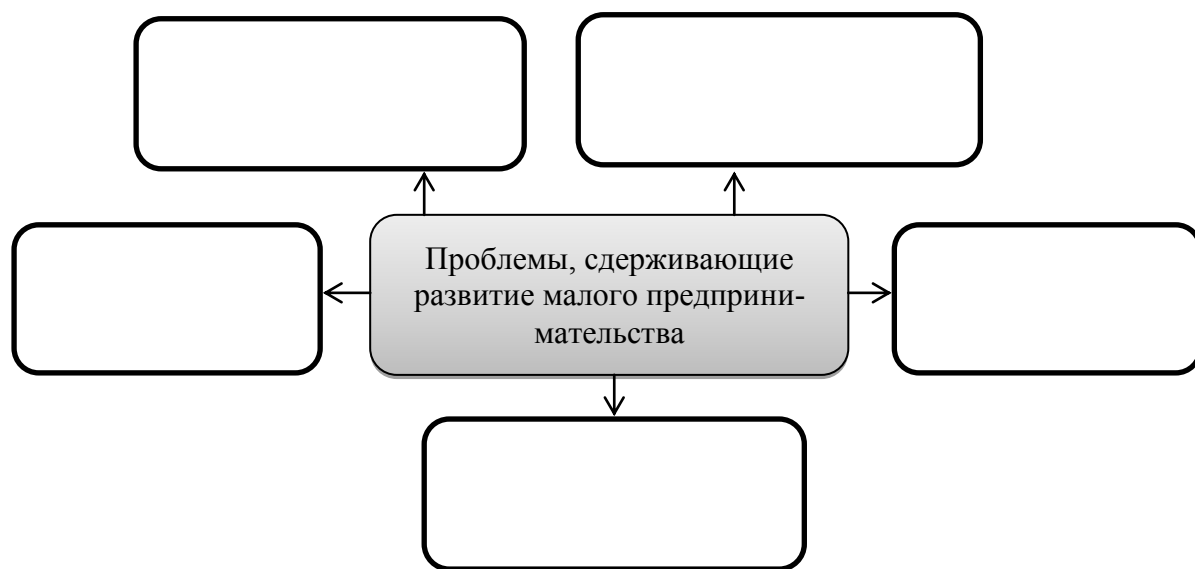 Проблемы, сдерживающие
развитие малого предприни-
мательства